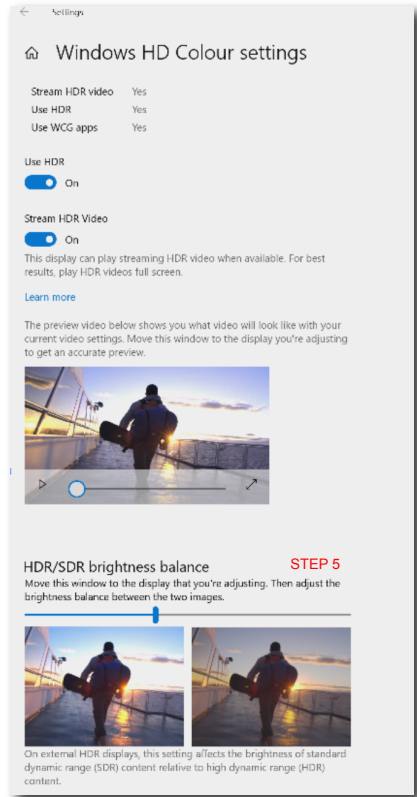 Settings
Windows HD Colour settings
Stream HDR video Yes
Use HDR Yes
Use WCG apps Yes
Use HDR
On
Stream HDR Video
On
This display can play streaming HDR video when available. For best
results, play HDR videos full screen.
Learn more
The preview video below shows you what video will look like with your
current video settings. Move this window to the display you're adjusting
to get an accurate preview.
HDR/SDR brightness balance STEP 5
Move this window to the display that you're adjusting. Then adjust the
brightness balance between the two images.
On external HDR displays, this setting affects the brightness of standard
dynamic range (SDR) content relative to high dynamic range (HDR)
content.